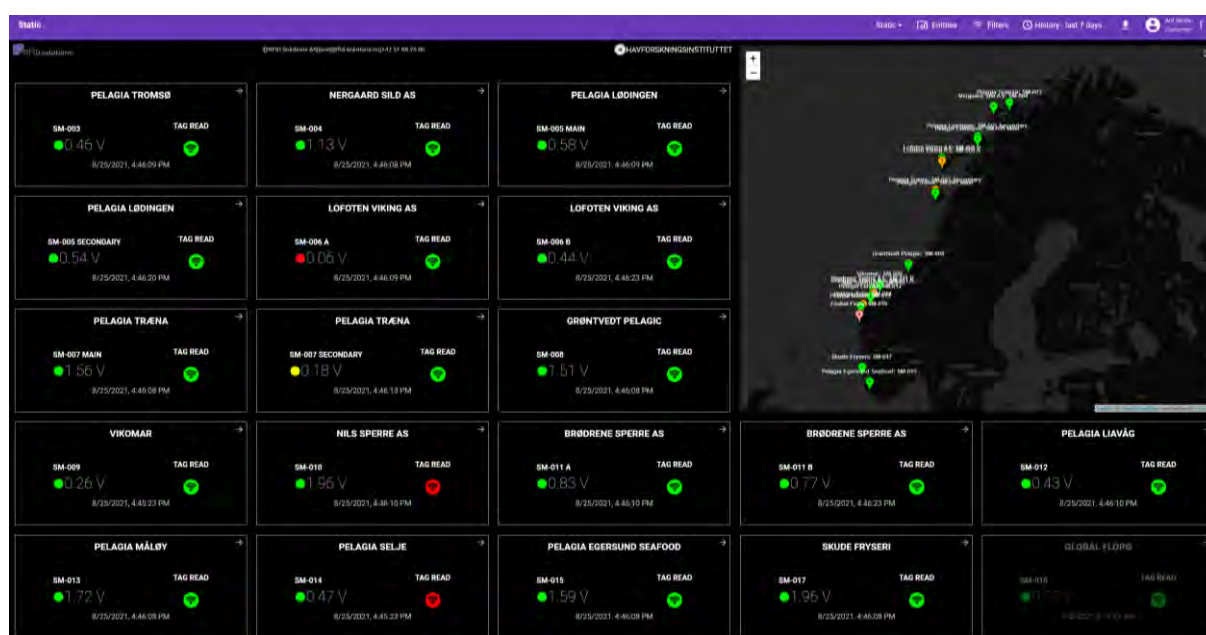 Static
Static Entities Filters History: last 7 days
HAVFORSKNINGSINSTITUTTET
PELAGIA TROMSØ
SM-003 TAG READ
0.46 V
8/25/2021, 4:46:09 PM
NERGAARD SILD AS
SM-004 TAG READ
1.13 V
8/25/2021, 4:46:08 PM
PELAGIA LØDINGEN
SM-005 MAIN TAG READ
0.58 V
8/25/2021, 4:46:09 PM
+
−
PELAGIA LØDINGEN
SM-005 SECONDARY TAG READ
0.54 V
8/25/2021, 4:46:20 PM
LOFOTEN VIKING AS
SM-006 A TAG READ
0.06 V
8/25/2021, 4:46:09 PM
LOFOTEN VIKING AS
SM-006 B TAG READ
0.44 V
8/25/2021, 4:46:23 PM
PELAGIA TRÆNA
SM-007 MAIN TAG READ
1.56 V
8/25/2021, 4:46:08 PM
PELAGIA TRÆNA
SM-007 SECONDARY TAG READ
0.18 V
8/25/2021, 4:46:18 PM
GRØNTVEDT PELAGIC
SM-008 TAG READ
1.51 V
8/25/2021, 4:46:08 PM
Skude Fryseri: SM-017
VIKOMAR
SM-009 TAG READ
0.26 V
8/25/2021, 4:45:23 PM
NILS SPERRE AS
SM-010 TAG READ
1.96 V
8/25/2021, 4:46:10 PM
BRØDRENE SPERRE AS
SM-011 A TAG READ
0.83 V
8/25/2021, 4:46:10 PM
BRØDRENE SPERRE AS
SM-011 B TAG READ
0.77 V
8/25/2021, 4:46:23 PM
PELAGIA LIAVÅG
SM-012 TAG READ
0.43 V
8/25/2021, 4:46:10 PM
PELAGIA MÅLØY
SM-013 TAG READ
1.72 V
8/25/2021, 4:46:08 PM
PELAGIA SELJE
SM-014 TAG READ
0.47 V
8/25/2021, 4:45:23 PM
PELAGIA EGERSUND SEAFOOD
SM-015 TAG READ
1.59 V
8/25/2021, 4:46:08 PM
SKUDE FRYSERI
SM-017 TAG READ
1.96 V
8/25/2021, 4:46:08 PM
TAG READ